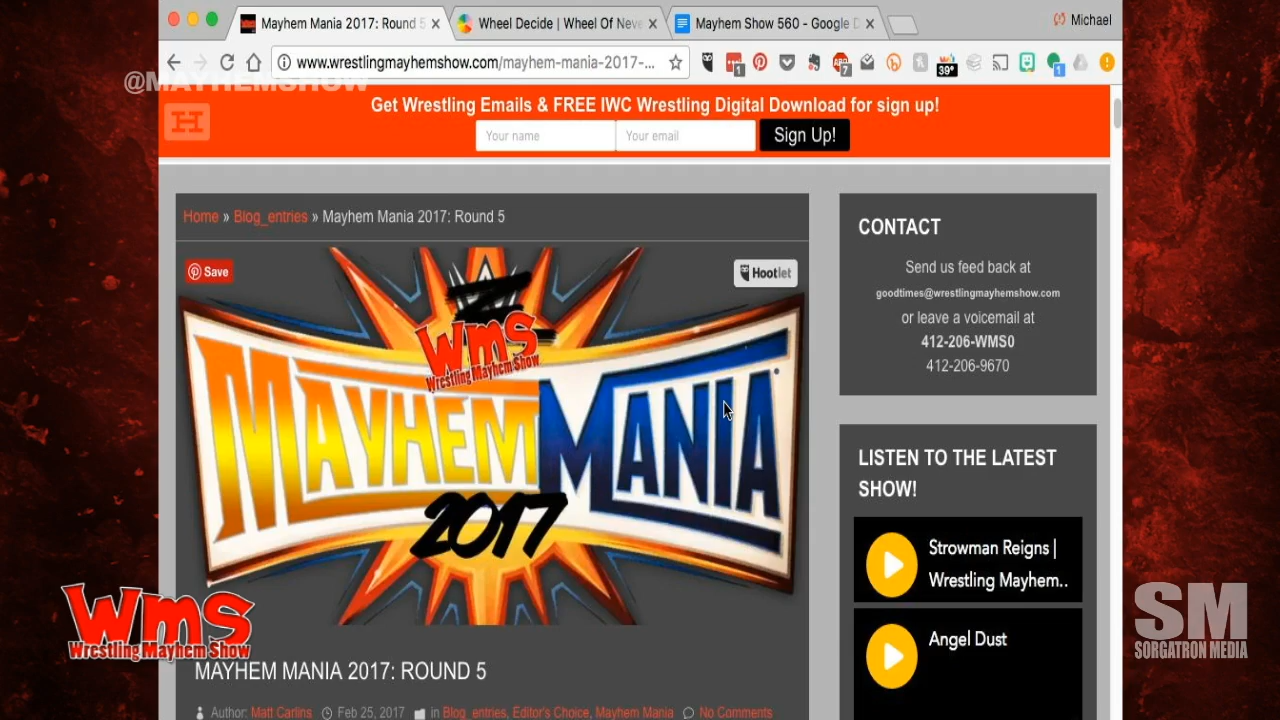 Mayhem Mania 2017: Round 5
Wheel Decide | Wheel Of Neve
Mayhem Show 560 - Google D
Michael
www.wrestlingmayhemshow.com/mayhem-mania-2017-...
1
7
39°
1
@MAYHEMSHOW
Get Wrestling Emails & FREE IWC Wrestling Digital Download for sign up!
Your name
Your email
Sign Up!
Home » Blog_entries » Mayhem Mania 2017: Round 5
Save
Hootlet
WMS
Wrestling Mayhem Show
MAYHEM MANIA
2017
MAYHEM MANIA 2017: ROUND 5
Author: Matt Carlins Feb 25, 2017 in Blog_entries, Editor's Choice, Mayhem Mania No Comments
CONTACT
Send us feed back at
goodtimes@wrestlingmayhemshow.com
or leave a voicemail at
412-206-WMS0
412-206-9670
LISTEN TO THE LATEST
SHOW!
Strowman Reigns |
Wrestling Mayhem..
Angel Dust
WMS
Wrestling Mayhem Show
SM
SORGATRON MEDIA